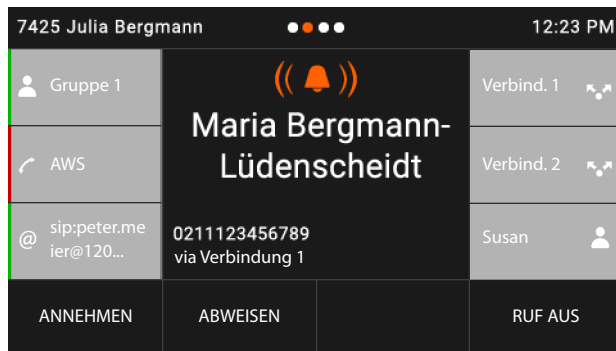 7425 Julia Bergmann
12:23 PM
Gruppe 1
AWS
@ sip:peter.me
ier@120...
Maria Bergmann-
Lüdenscheidt
0211123456789
via Verbindung 1
Verbind. 1
Verbind. 2
Susan
ANNEHMEN
ABWEISEN
RUF AUS